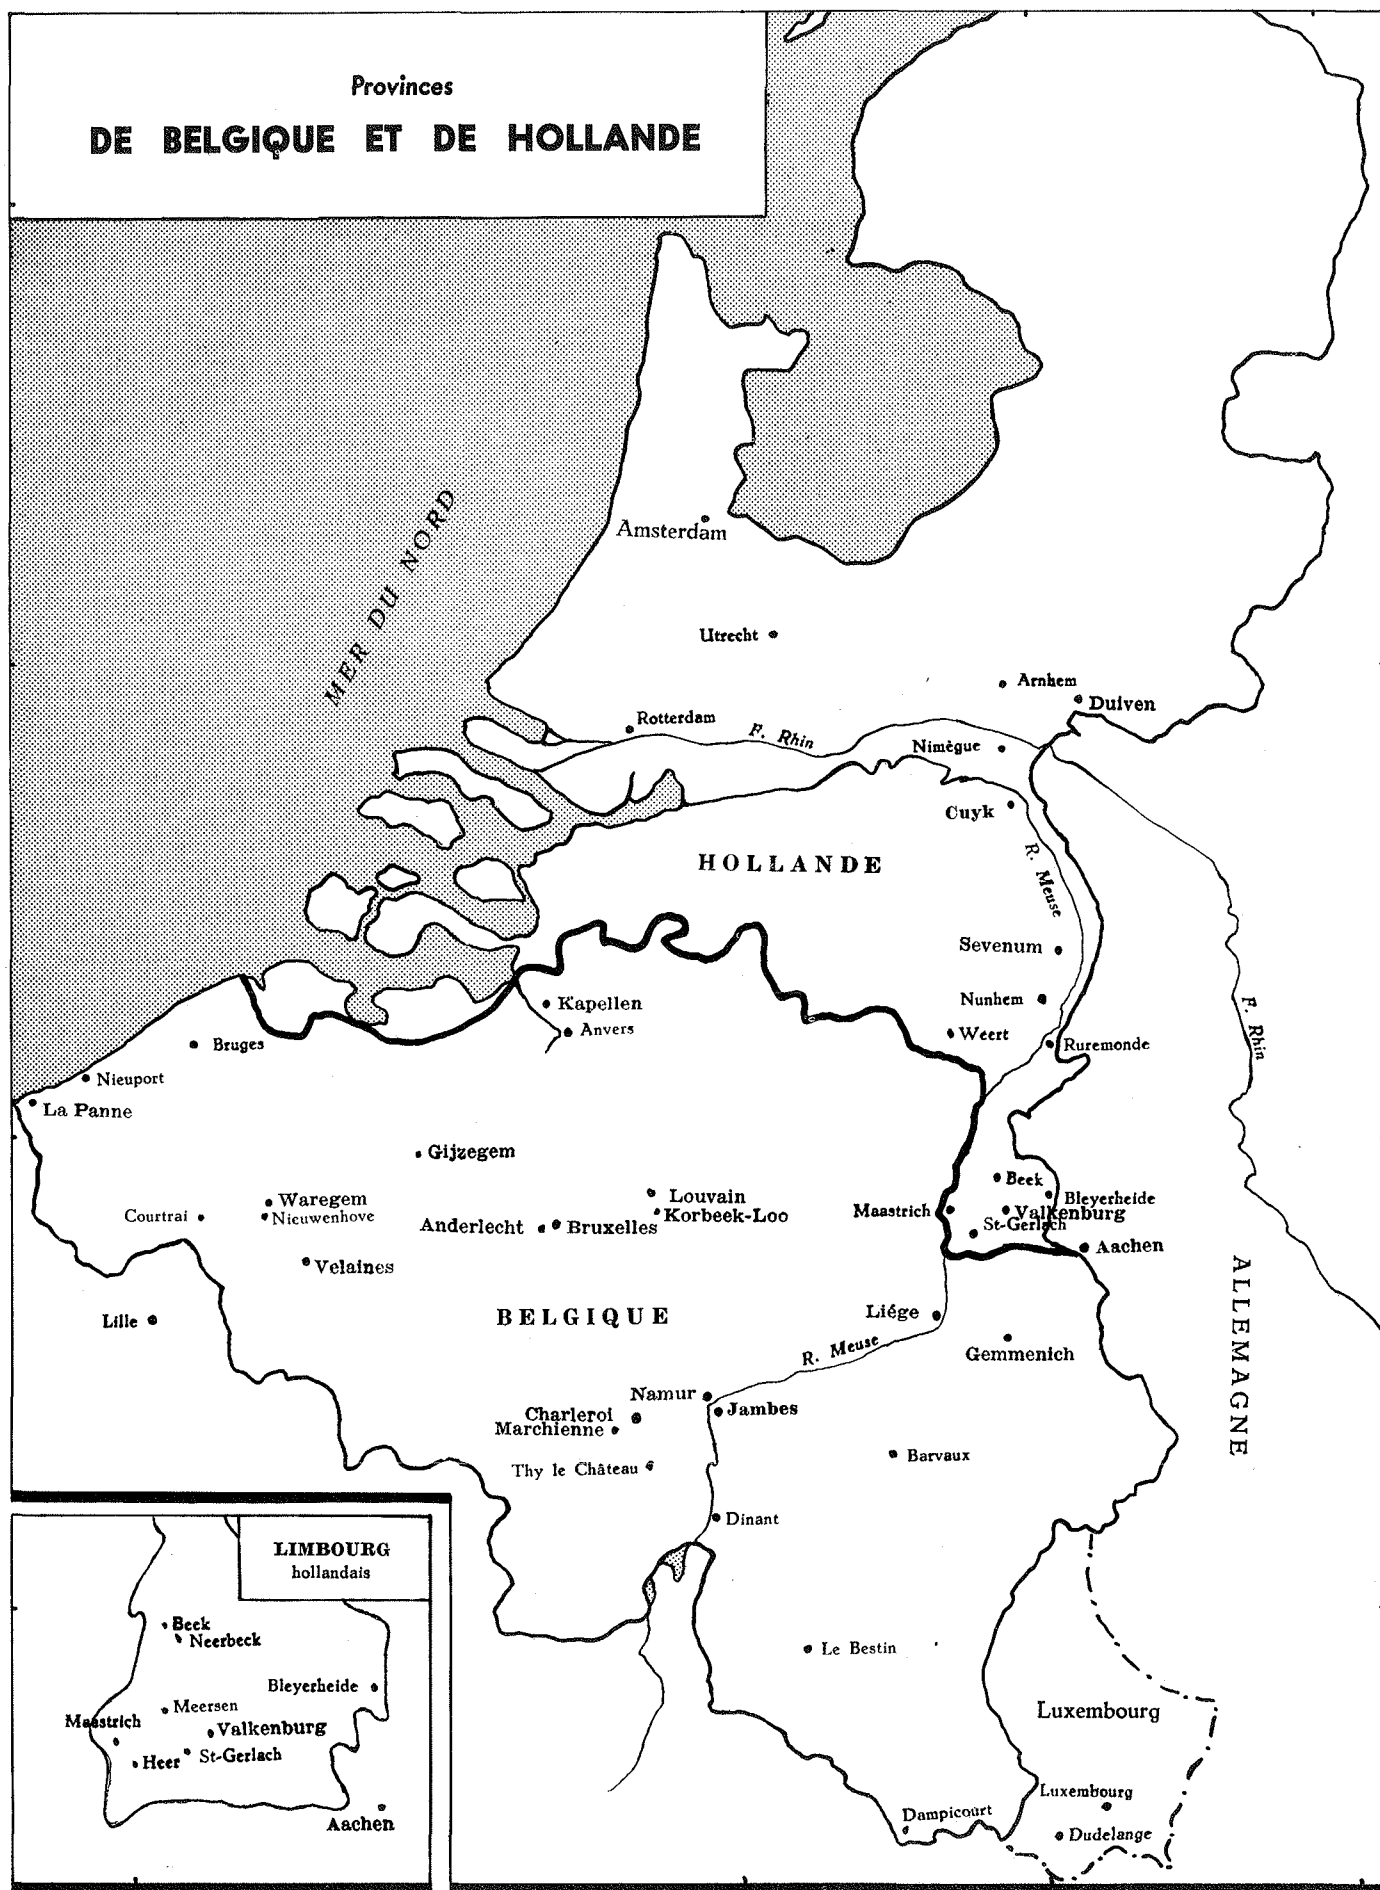 Provinces
DE BELGIQUE ET DE HOLLANDE
MER DU NORD
Amsterdam
Utrecht
Arnhem
Duiven
Rotterdam
F. Rhin
Nimègue
Cuyk
HOLLANDE
R. Meuse
Sevenum
Nunhem
Kapellen
Anvers
Weert
Ruremonde
F. Rhin
Bruges
Nieuport
La Panne
Gijzegem
Beek
Waregem
Louvain
Bleyerheide
Courtrai
Nieuwenhove
Korbeek-Loo
Maastrich
Valkenburg
Anderlecht
Bruxelles
St-Gerlach
Aachen
Velaines
ALLEMAGNE
Lille
BELGIQUE
Liége
R. Meuse
Gemmenich
Namur
Jambes
Charleroi
Marchienne
Barvaux
Thy le Château
Dinant
LIMBOURG
hollandais
Beek
Neerbeck
Bleyerheide
Meersen
Maastrich
Valkenburg
Heer
St-Gerlach
Aachen
Le Bestin
Luxembourg
Luxembourg
Dampicourt
Dudelange